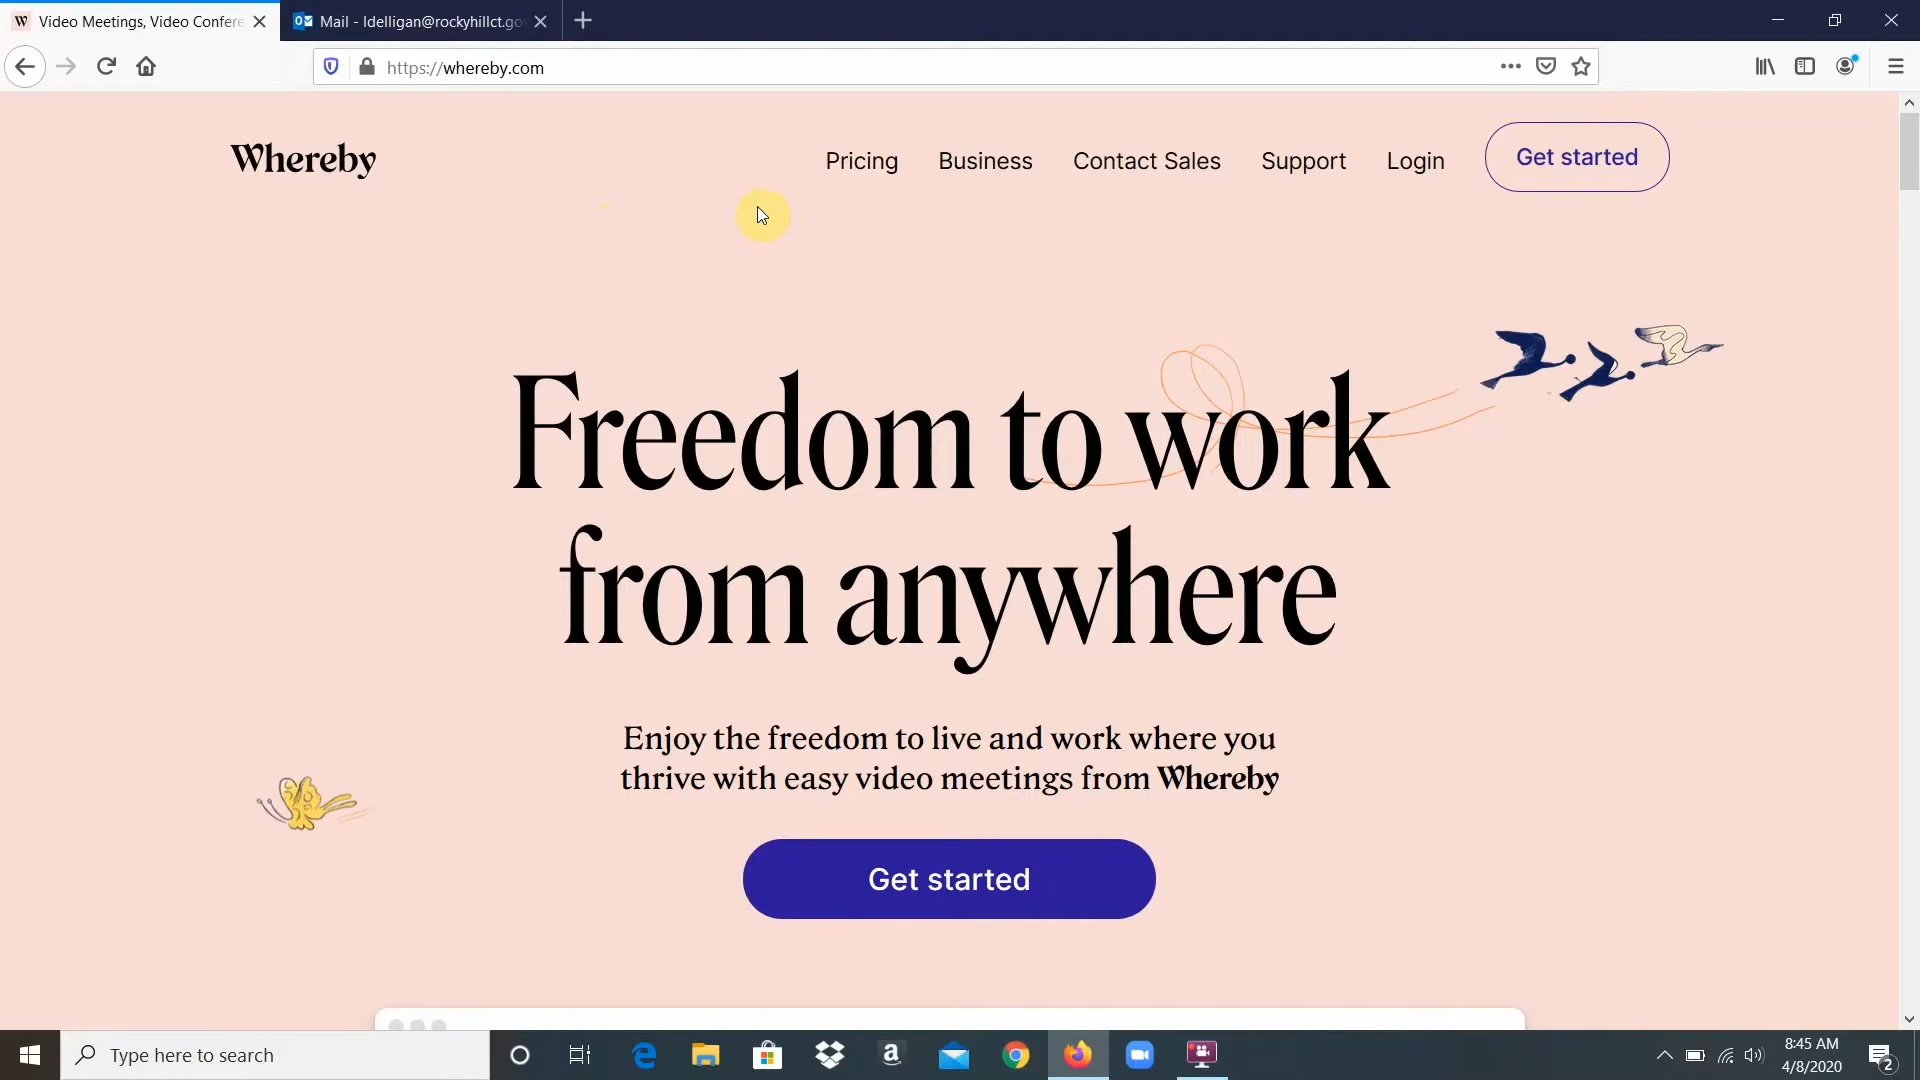 W Video Meetings, Video Confere
Mail - ldelligan@rockyhillct.go
https://whereby.com
Whereby
Pricing
Business
Contact Sales
Support
Login
Get started
Freedom to work
from anywhere
Enjoy the freedom to live and work where you
thrive with easy video meetings from Whereby
Get started
Type here to search
8:45 AM
4/8/2020
2